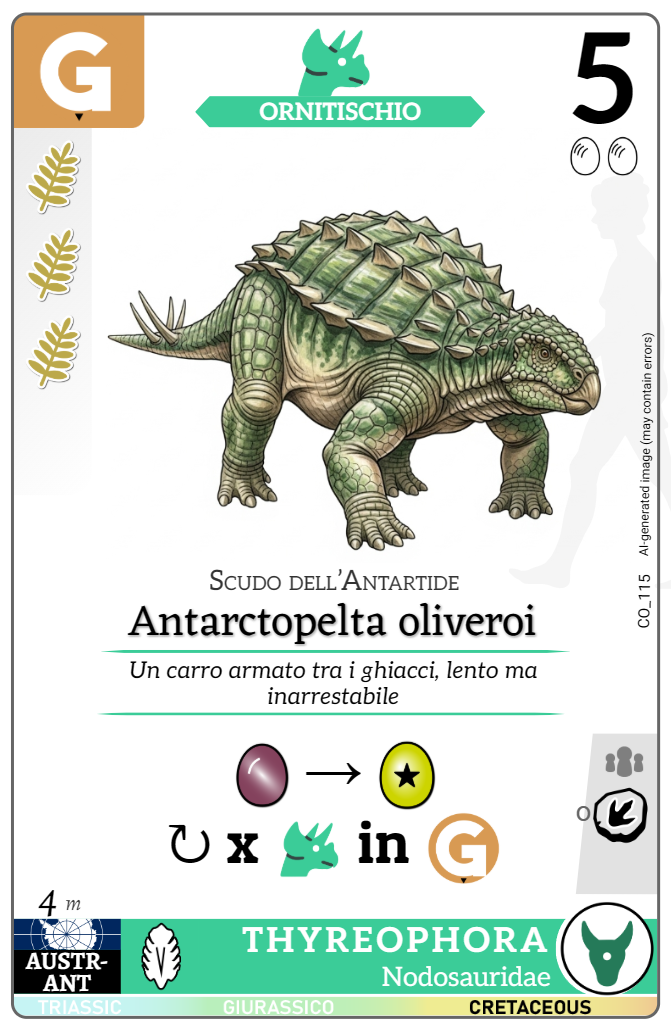 G
ORNITISCHIO
5
AI-generated image (may contain errors)
CO_115
Scudo dell'Antartide
Antarctopelta oliveroi
Un carro armato tra i ghiacci, lento ma
inarrestabile
x in G
O
4 m
AUSTR-
ANT
THYREOPHORA
Nodosauridae
TRIASSIC GIURASSICO CRETACEOUS